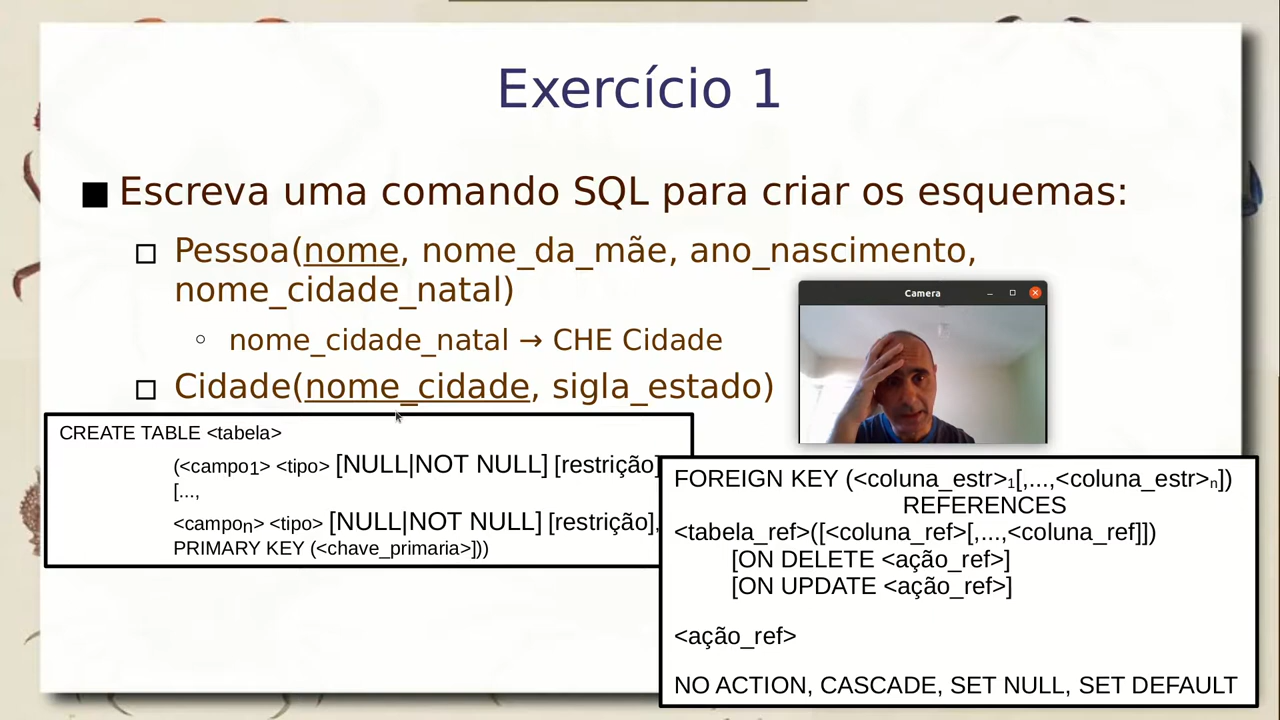 Exercício 1
Escreva uma comando SQL para criar os esquemas:
Pessoa(nome, nome_da_mãe, ano_nascimento,
nome_cidade_natal)
nome_cidade_natal → CHE Cidade
Cidade(nome_cidade, sigla_estado)
Camera
CREATE TABLE <tabela>
(<campo1> <tipo> [NULL|NOT NULL] [restrição]
[...,
<campon> <tipo> [NULL|NOT NULL] [restrição],
PRIMARY KEY (<chave_primaria>]))
FOREIGN KEY (<coluna_estr>1[,...,<coluna_estr>n])
REFERENCES
<tabela_ref>([<coluna_ref>[,...,<coluna_ref]])
[ON DELETE <ação_ref>]
[ON UPDATE <ação_ref>]
<ação_ref>
NO ACTION, CASCADE, SET NULL, SET DEFAULT